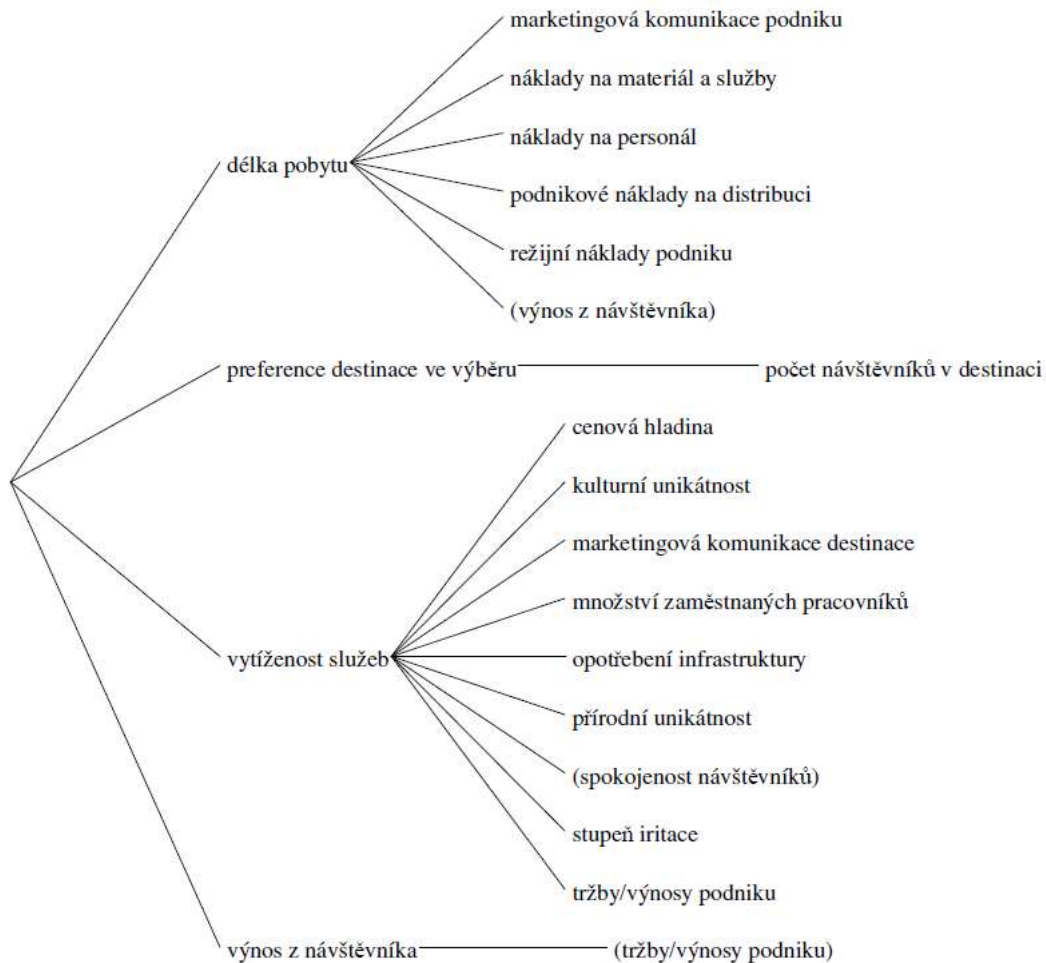 marketingová komunikace podniku
náklady na materiál a služby
náklady na personál
délka pobytu
podnikové náklady na distribuci
režijní náklady podniku
(výnos z návštěvníka)
preference destinace ve výběru
počet návštěvníků v destinaci
cenová hladina
kulturní unikátnost
marketingová komunikace destinace
množství zaměstnaných pracovníků
vytíženost služeb
opotřebení infrastruktury
přírodní unikátnost
(spokojenost návštěvníků)
stupeň iritace
tržby/výnosy podniku
výnos z návštěvníka
(tržby/výnosy podniku)